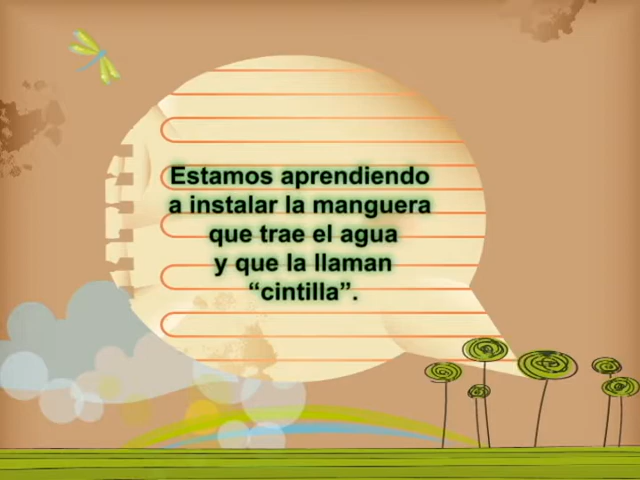 Estamos aprendiendo
a instalar la manguera
que trae el agua
y que la llaman
“cintilla”.